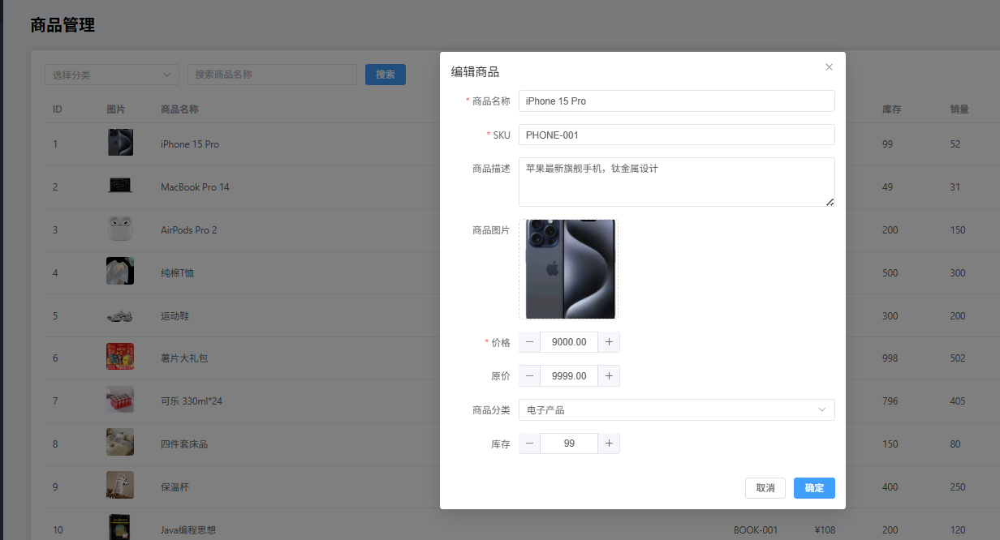 商品管理
选择分类 搜索商品名称 搜索
ID 图片 商品名称 库存 销量
1 iPhone 15 Pro 99 52
2 MacBook Pro 14 49 31
3 AirPods Pro 2 200 150
4 纯棉T恤 500 300
5 运动鞋 300 200
6 薯片大礼包 998 502
7 可乐 330ml*24 796 405
8 四件套床品 150 80
9 保温杯 400 250
10 Java编程思想 BOOK-001 ¥108 200 120
编辑商品
* 商品名称 iPhone 15 Pro
* SKU PHONE-001
商品描述 苹果最新旗舰手机，钛金属设计
商品图片
* 价格 9000.00
原价 9999.00
商品分类 电子产品
库存 99
取消 确定